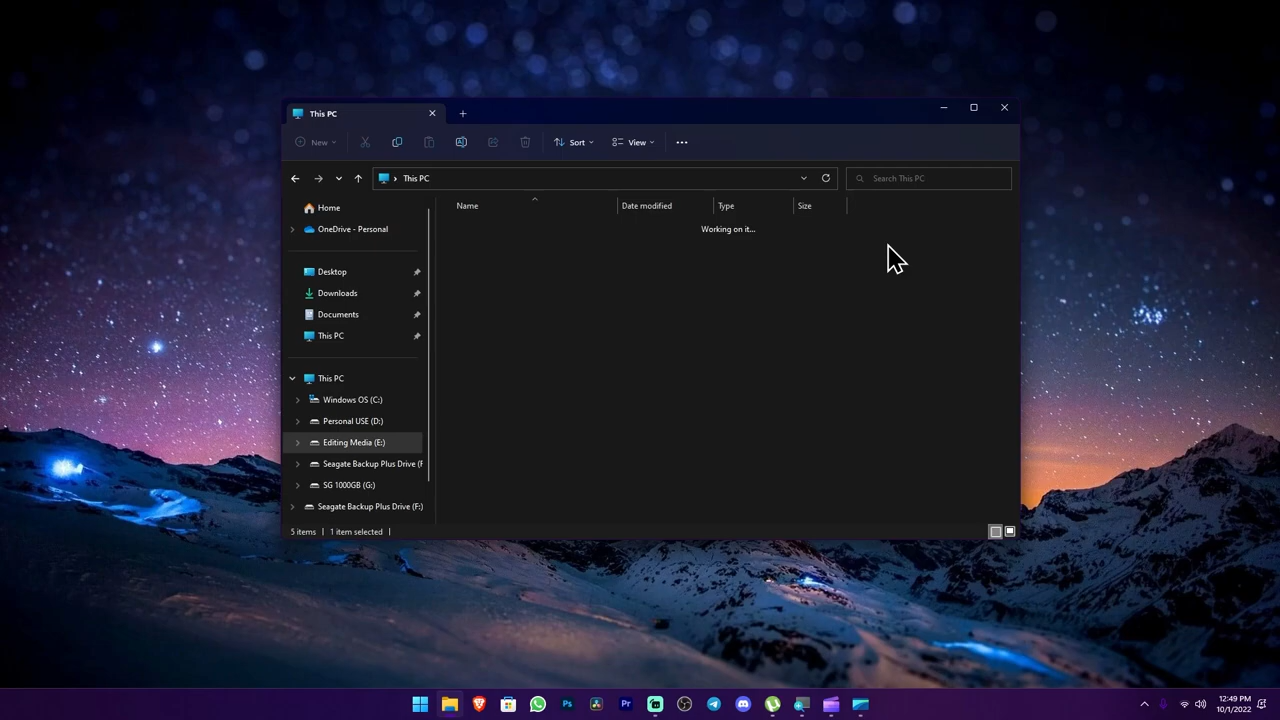 This PC
New
Sort
View
This PC
Search This PC
Name
Date modified
Type
Size
Working on it...
Home
OneDrive - Personal
Desktop
Downloads
Documents
This PC
This PC
Windows OS (C:)
Personal USE (D:)
Editing Media (E:)
Seagate Backup Plus Drive (F
SG 1000GB (G:)
Seagate Backup Plus Drive (F:)
5 items
1 item selected
Ps
Pr
12:49 PM
10/1/2022